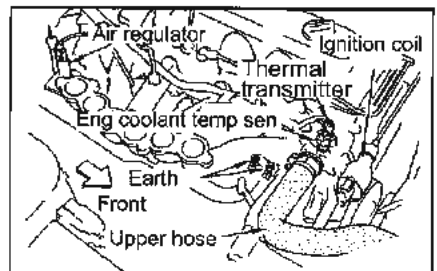 Air regulator
Ignition coil
Thermal
transmitter
Eng coolant temp sen
Earth
Front
Upper hose